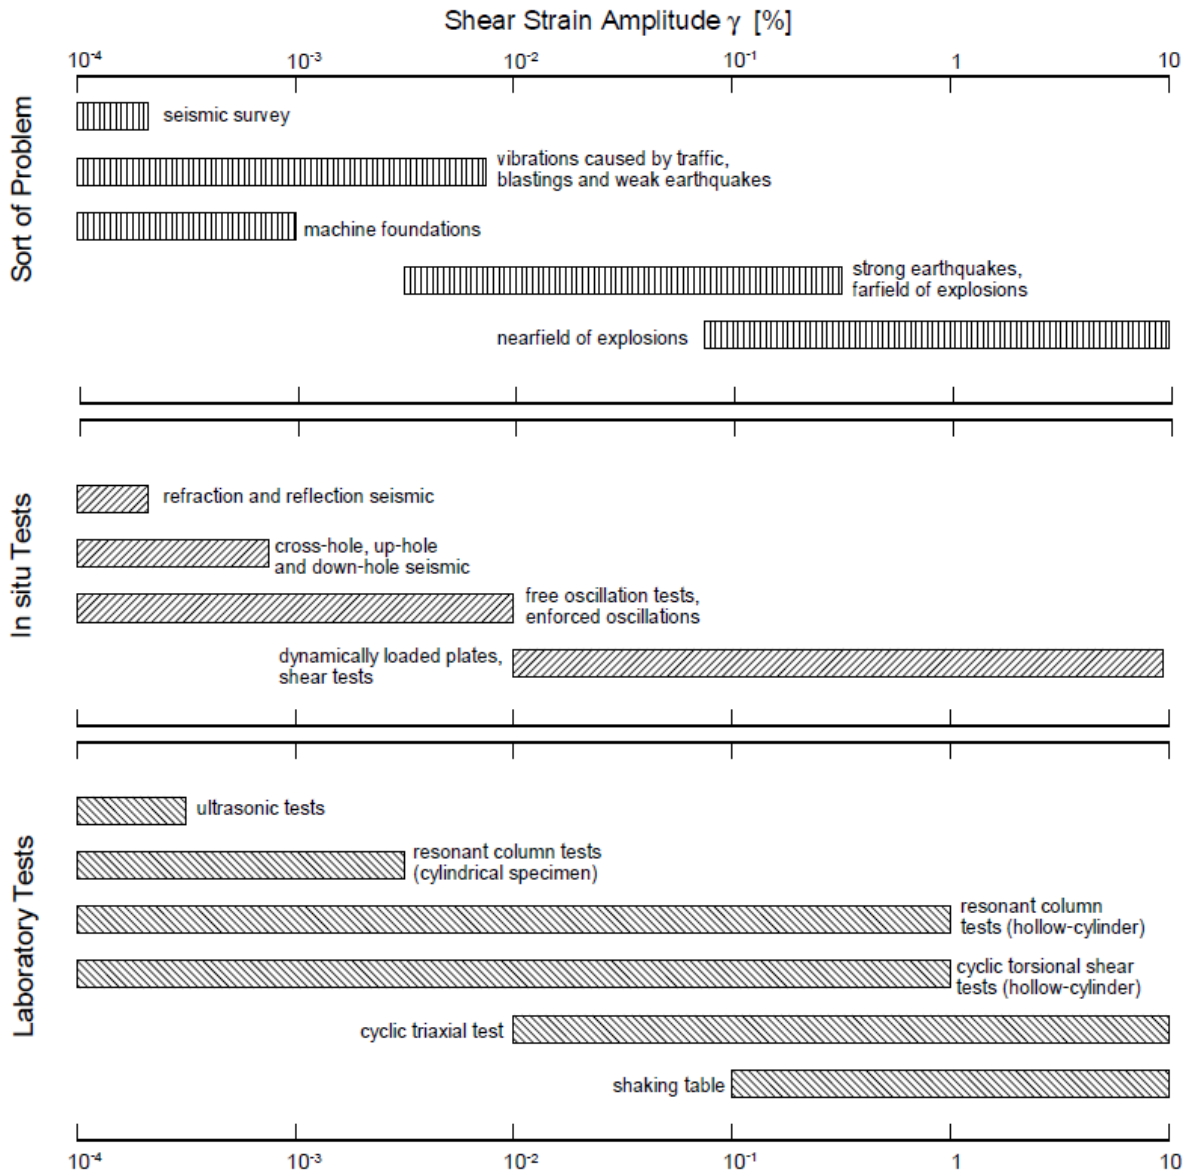 Shear Strain Amplitude γ [%]
10⁻⁴ 10⁻³ 10⁻² 10⁻¹ 1 10
Sort of Problem
seismic survey
vibrations caused by traffic,
blastings and weak earthquakes
machine foundations
strong earthquakes,
farfield of explosions
nearfield of explosions
In situ Tests
refraction and reflection seismic
cross-hole, up-hole
and down-hole seismic
free oscillation tests,
enforced oscillations
dynamically loaded plates,
shear tests
Laboratory Tests
ultrasonic tests
resonant column tests
(cylindrical specimen)
resonant column
tests (hollow-cylinder)
cyclic torsional shear
tests (hollow-cylinder)
cyclic triaxial test
shaking table
10⁻⁴ 10⁻³ 10⁻² 10⁻¹ 1 10